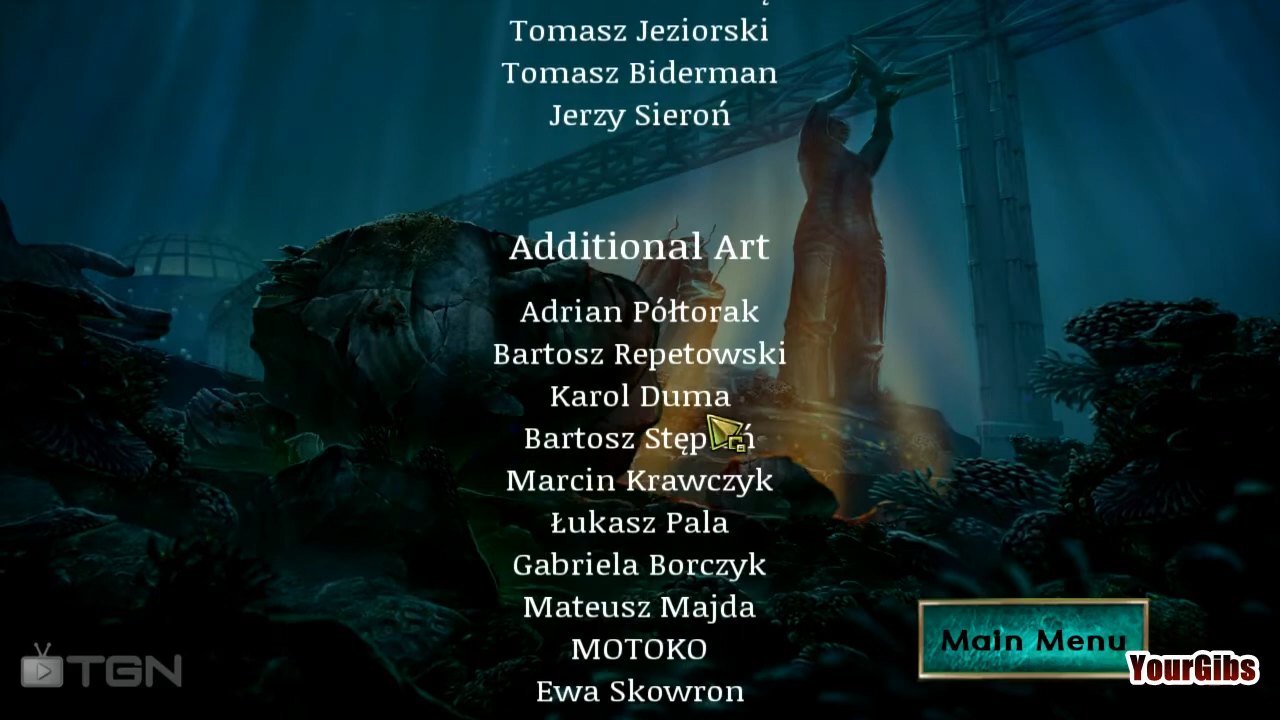 Tomasz Jeziorski
Tomasz Biderman
Jerzy Sieroń
Additional Art
Adrian Półtorak
Bartosz Repetowski
Karol Duma
Bartosz
Marcin Krawczyk
Łukasz Pala
Gabriela Borczyk
Mateusz Majda
MOTOKO
Ewa Skowron
Main Menu
YourGibs
TGN